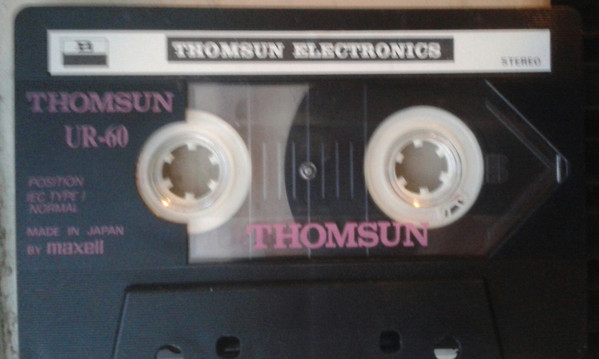 THOMSUN ELECTRONICS
STEREO
THOMSUN
UR-60
POSITION
IEC TYPE I
NORMAL
MADE IN JAPAN
BY maxell
THOMSUN